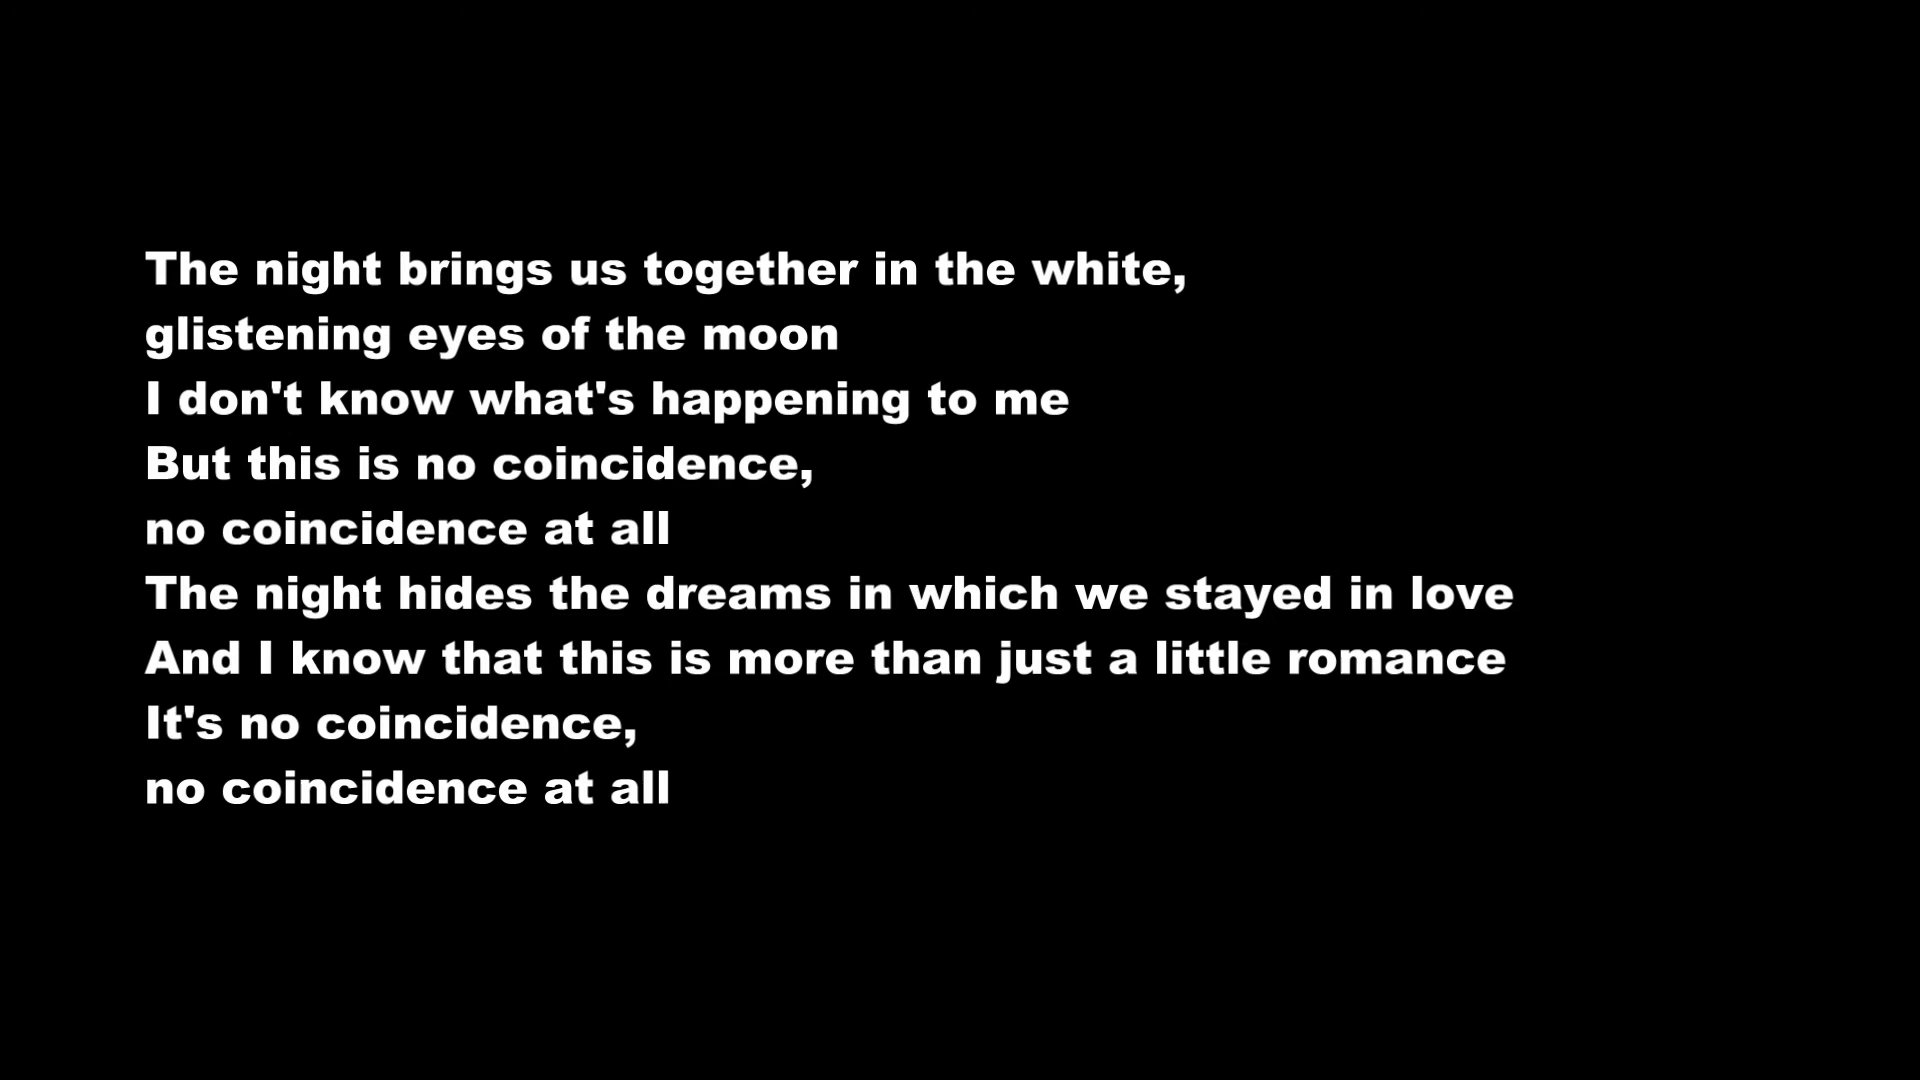 The night brings us together in the white,
glistening eyes of the moon
I don't know what's happening to me
But this is no coincidence,
no coincidence at all
The night hides the dreams in which we stayed in love
And I know that this is more than just a little romance
It's no coincidence,
no coincidence at all